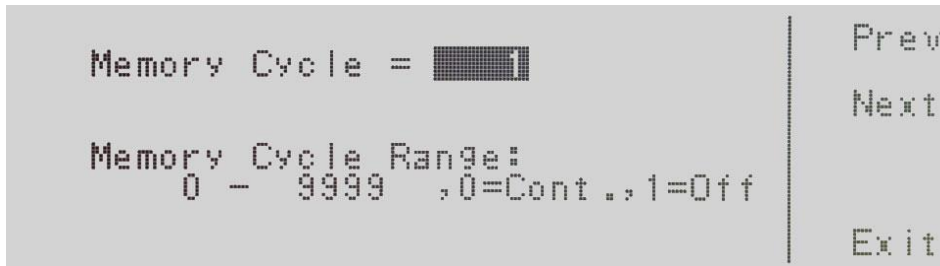 Memory Cycle = 1
Memory Cycle Range:
0 - 9999 ,0=Cont.,1=Off
Prev
Next
Exit